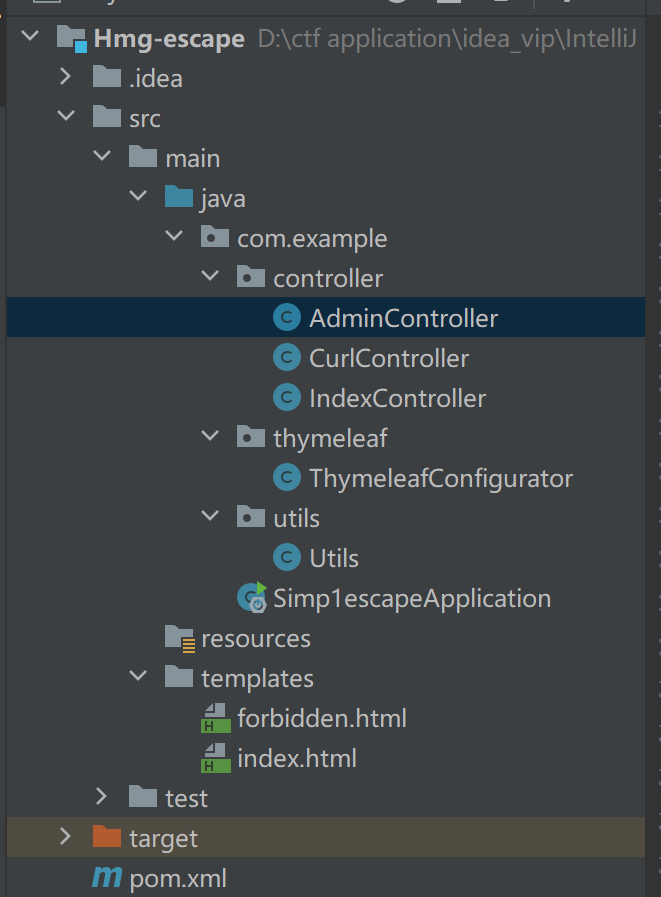 Hmg-escape D:\ctf application\idea_vip\IntelliJ
.idea
src
main
java
com.example
controller
AdminController
CurlController
IndexController
thymeleaf
ThymeleafConfigurator
utils
Utils
Simp1escapeApplication
resources
templates
forbidden.html
index.html
test
target
pom.xml